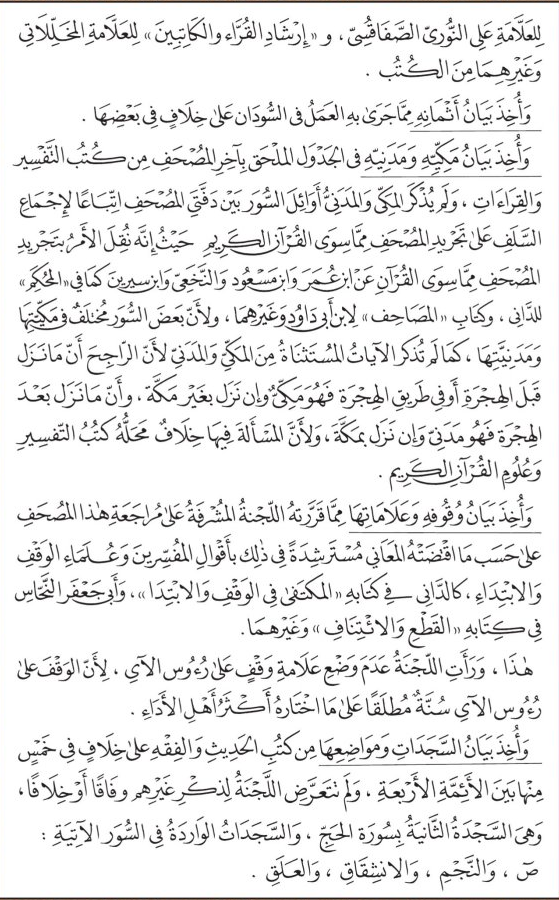 لِلعَلَّامَةِ عَلِى النُّورِىِّ الصَّفَاقُسِىِّ ، و « إِرْشَادِ القُرَّاءِ وَالكَاتِبِينَ » لِلعَلَّامَةِ المُخَلِّلَاتِى
وَغَيْرِهِمَا مِنَ الكُتُب .
وَأُخِذَ بَيَانُ أَثْمَانِهِ مِمَّا جَرَى بِهِ العَمَلُ فِى السُّودَانِ عَلَى خِلَافٍ فِى بَعْضِهَا .
وَأُخِذَ بَيَانُ مَكِّيِّهِ وَمَدَنِيِّهِ فِى الجَدْوَلِ المُلْحَقِ بِآخِرِ المُصْحَفِ مِن كُتُبِ التَّفْسِيرِ
وَالقِرَاءَاتِ ، وَلَمْ يُذْكَرِ المَكِّىُّ وَالمَدَنِىُّ أَوَائِلَ السُّوَرِ بَيْنَ دَفَّتَىِ المُصْحَفِ اتِّبَاعًا لِإِجْمَاعِ
السَّلَفِ عَلَى تَجْرِيدِ المُصْحَفِ مِمَّا سِوَى القُرْآنِ الكَرِيمِ حَيْثُ إِنَّهُ نُقِلَ الأَمْرُ بِتَجْرِيدِ
المُصْحَفِ مِمَّا سِوَى القُرْآنِ عَنْ ابْنِ عُمَرَ وَابْنِ مَسْعُودٍ وَالنَّخَعِىِّ وَابْنِ سِيرِينَ كَمَا فِى « المُحْكَمِ »
لِلدَّانِى ، وَكِتَابِ « المَصَاحِفِ » لِابْنِ أَبِى دَاوُدَ وَغَيْرِهِمَا ، وَلِأَنَّ بَعْضَ السُّوَرِ مُخْتَلَفٌ فِى مَكِّيَّتِهَا
وَمَدَنِيَّتِهَا ، كَمَا لَمْ تُذْكَرِ الآيَاتُ المُسْتَثْنَاةُ مِنَ المَكِّىِّ وَالمَدَنِىِّ لِأَنَّ الرَّاجِحَ أَنَّ مَا نَزَلَ
قَبْلَ الهِجْرَةِ أَوْ فِى طَرِيقِ الهِجْرَةِ فَهُوَ مَكِّىٌّ وَإِن نَزَلَ بِغَيْرِ مَكَّةَ ، وَأَنَّ مَا نَزَلَ بَعْدَ
الهِجْرَةِ فَهُوَ مَدَنِىٌّ وَإِن نَزَلَ بِمَكَّةَ ، وَلِأَنَّ المَسْأَلَةَ فِيهَا خِلَافٌ مَحَلُّهُ كُتُبُ التَّفْسِيرِ
وَعُلُومِ القُرْآنِ الكَرِيمِ .
وَأُخِذَ بَيَانُ وُقُوفِهِ وَعَلَامَاتِهَا مِمَّا قَرَّرَتْهُ اللَّجْنَةُ المُشْرِفَةُ عَلَى مُرَاجَعَةِ هٰذَا المُصْحَفِ
عَلَى حَسَبِ مَا اقْتَضَتْهُ المَعَانِى مُسْتَرْشِدَةً فِى ذٰلِكَ بِأَقْوَالِ المُفَسِّرِينَ وَعُلَمَاءِ الوَقْفِ
وَالِابْتِدَاءِ ، كَالدَّانِى فِى كِتَابِهِ « المُكْتَفَى فِى الوَقْفِ وَالِابْتِدَا » ، وَأَبِى جَعْفَرٍ النَّحَّاسِ
فِى كِتَابِهِ « القَطْعِ وَالِائْتِنَافِ » وَغَيْرِهِمَا .
هٰذَا ، وَرَأَتِ اللَّجْنَةُ عَدَمَ وَضْعِ عَلَامَةِ وَقْفٍ عَلَى رُءُوسِ الآىِ ، لِأَنَّ الوَقْفَ عَلَى
رُءُوسِ الآىِ سُنَّةٌ مُطْلَقًا عَلَى مَا اخْتَارَهُ أَكْثَرُ أَهْلِ الأَدَاءِ .
وَأُخِذَ بَيَانُ السَّجَدَاتِ وَمَوَاضِعِهَا مِن كُتُبِ الحَدِيثِ وَالفِقْهِ عَلَى خِلَافٍ فِى خَمْسٍ
مِنْهَا بَيْنَ الأَئِمَّةِ الأَرْبَعَةِ ، وَلَمْ تَتَعَرَّضِ اللَّجْنَةُ لِذِكْرِ غَيْرِهِم وِفَاقًا أَوْ خِلَافًا ،
وَهِىَ السَّجْدَةُ الثَّانِيَةُ بِسُورَةِ الحَجِّ ، وَالسَّجَدَاتُ الوَارِدَةُ فِى السُّوَرِ الآتِيَةِ :
صٓ ، وَالنَّجْمِ ، وَالِانشِقَاقِ ، وَالعَلَقِ .